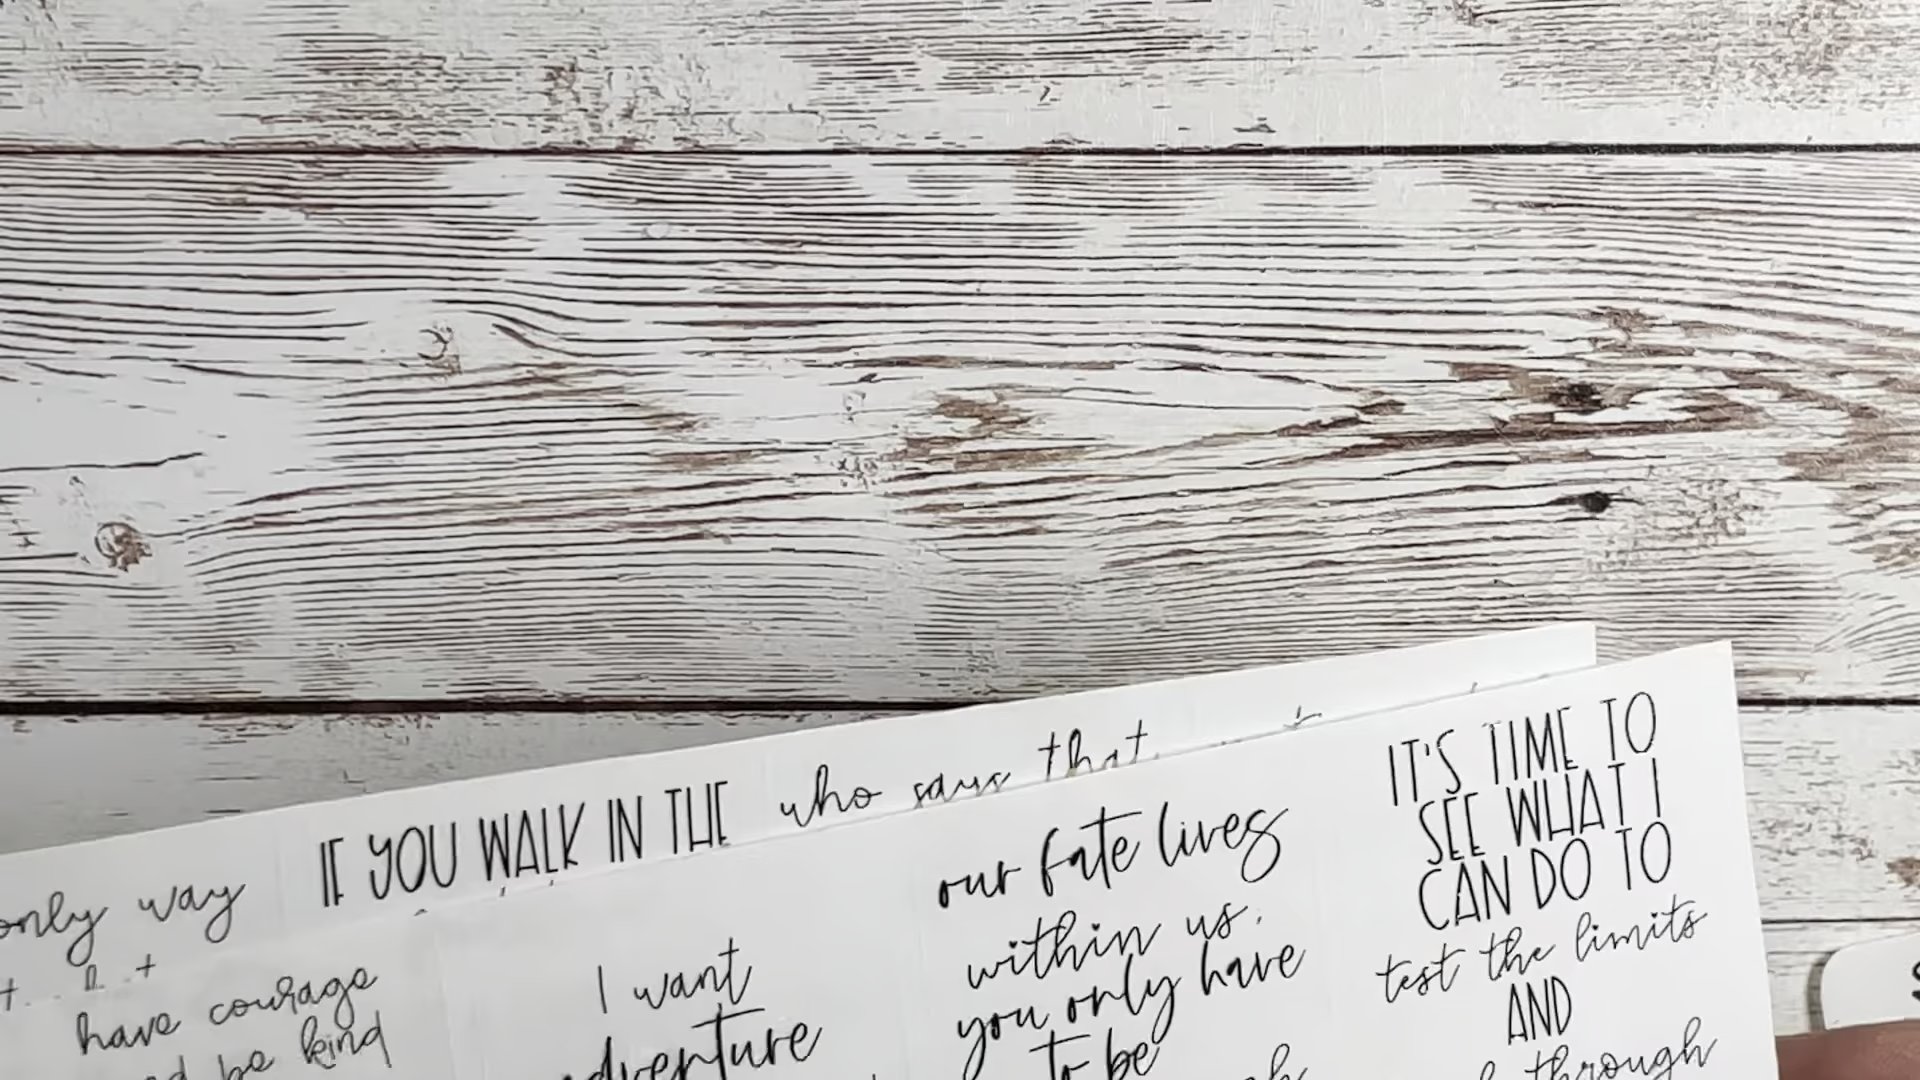 only way
IF YOU WALK IN THE
who says that
have courage
be kind
I want
adventure
our fate lives
within us,
you only have
to be
IT'S TIME TO
SEE WHAT I
CAN DO TO
test the limits
AND
through